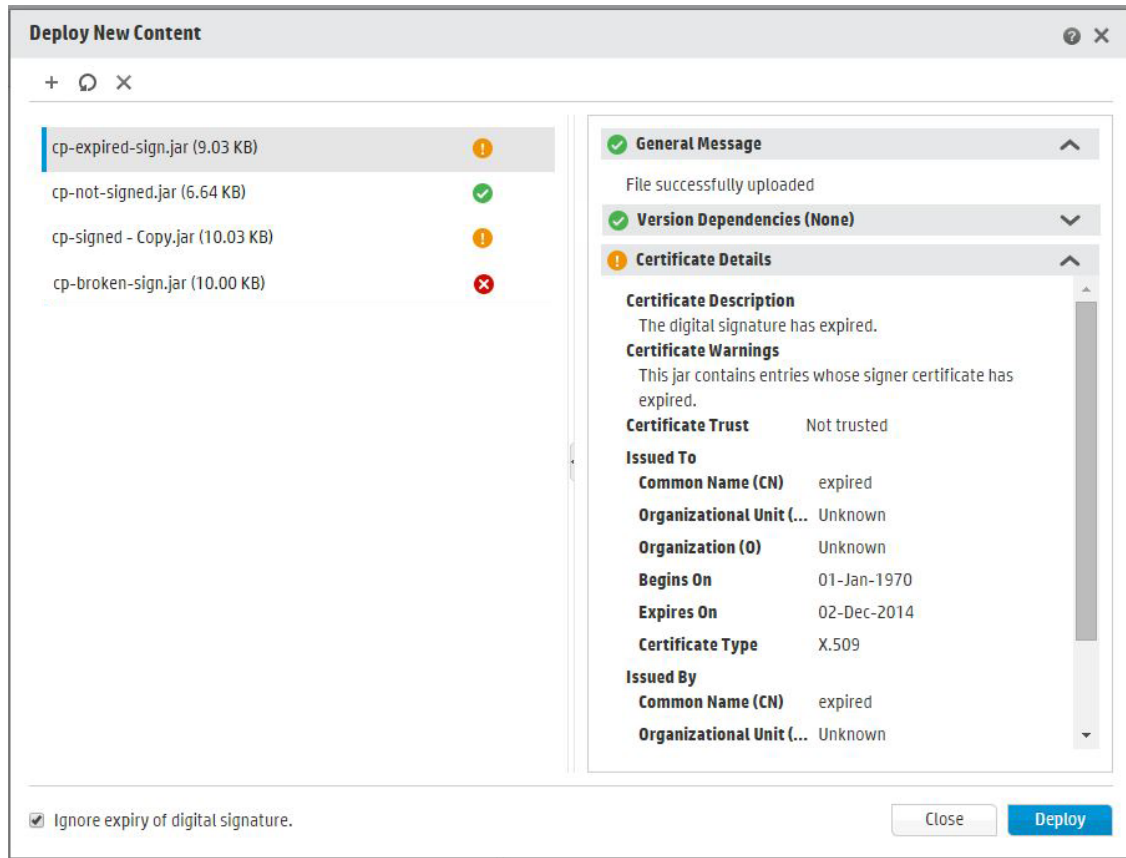 Deploy New Content
cp-expired-sign.jar (9.03 KB)
cp-not-signed.jar (6.64 KB)
cp-signed - Copy.jar (10.03 KB)
cp-broken-sign.jar (10.00 KB)
General Message
File successfully uploaded
Version Dependencies (None)
Certificate Details
Certificate Description
The digital signature has expired.
Certificate Warnings
This jar contains entries whose signer certificate has
expired.
Certificate Trust Not trusted
Issued To
Common Name (CN) expired
Organizational Unit (... Unknown
Organization (O) Unknown
Begins On 01-Jan-1970
Expires On 02-Dec-2014
Certificate Type X.509
Issued By
Common Name (CN) expired
Organizational Unit (... Unknown
Ignore expiry of digital signature.
Close
Deploy